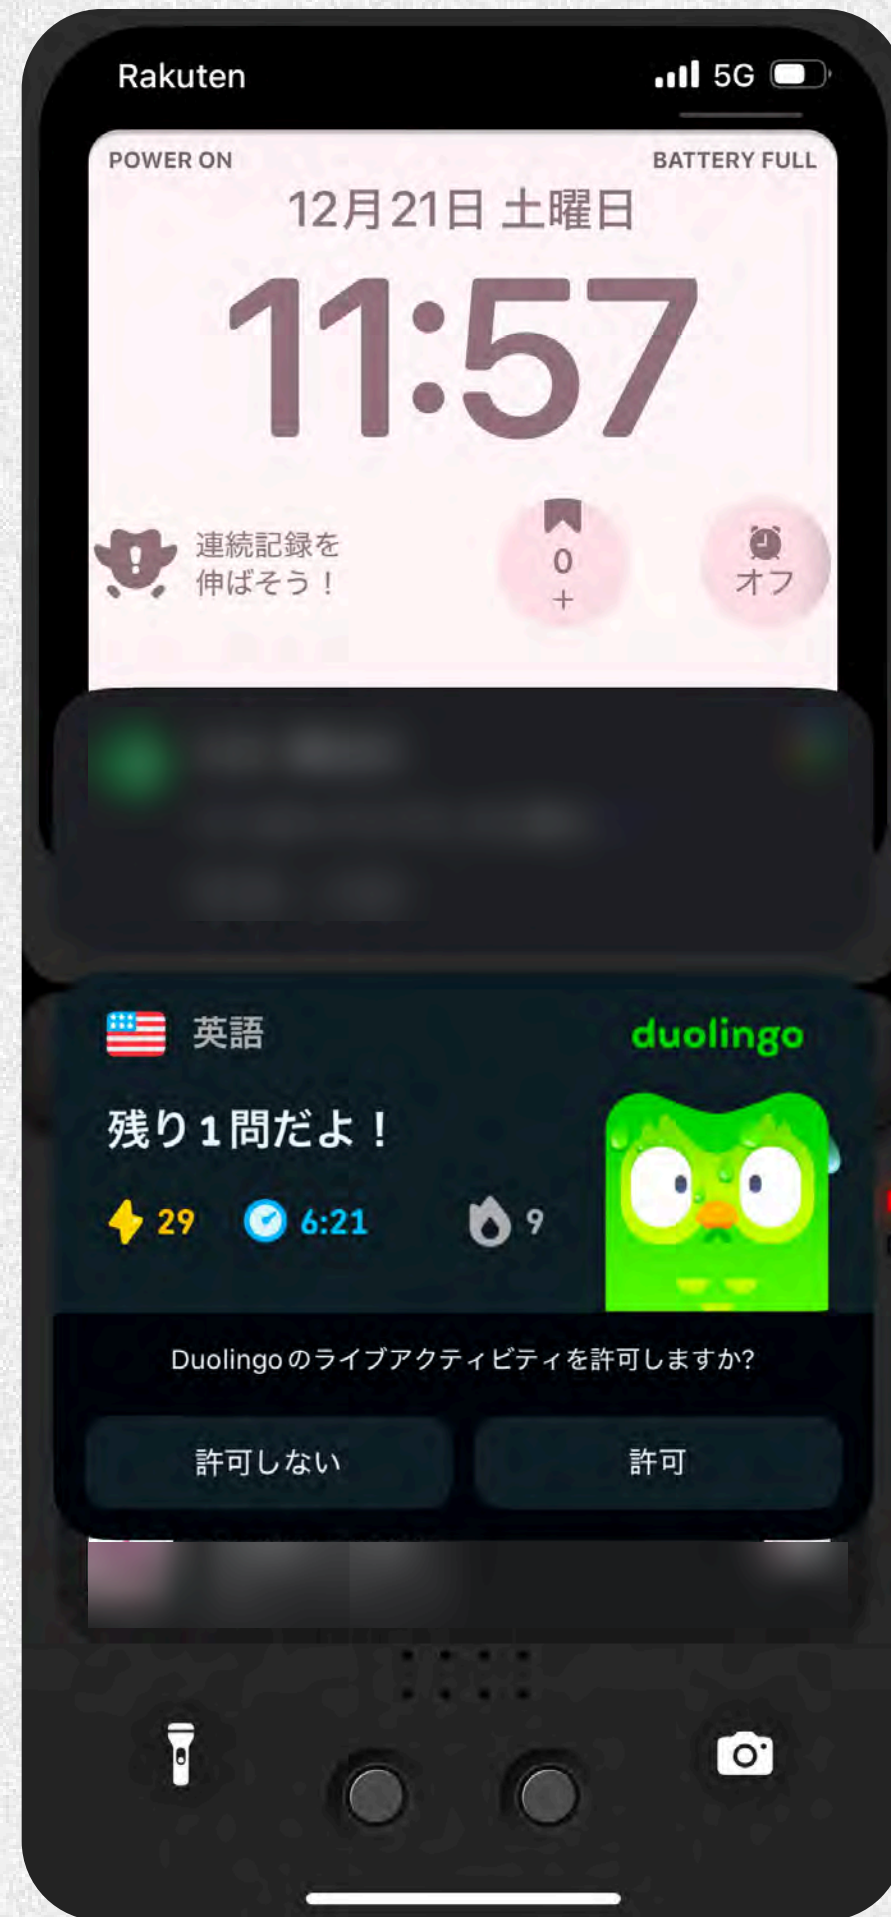 Rakuten
5G
POWER ON
BATTERY FULL
12月21日 土曜日
11:57
連続記録を
伸ばそう！
0
+
オフ
英語
duolingo
残り1問だよ！
29 6:21 9
Duolingoのライブアクティビティを許可しますか?
許可しない
許可